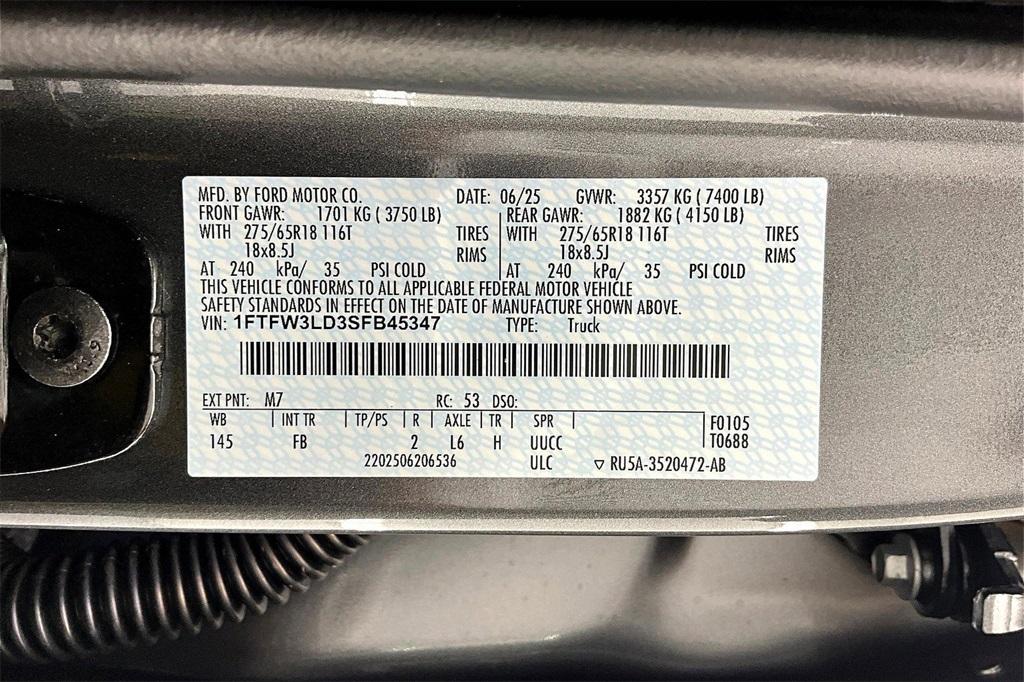 MFD. BY FORD MOTOR CO. DATE: 06/25 GVWR: 3357 KG ( 7400 LB)
FRONT GAWR: 1701 KG ( 3750 LB) REAR GAWR: 1882 KG ( 4150 LB)
WITH 275/65R18 116T TIRES WITH 275/65R18 116T TIRES
18x8.5J RIMS 18x8.5J RIMS
AT 240 kPa/ 35 PSI COLD AT 240 kPa/ 35 PSI COLD
THIS VEHICLE CONFORMS TO ALL APPLICABLE FEDERAL MOTOR VEHICLE
SAFETY STANDARDS IN EFFECT ON THE DATE OF MANUFACTURE SHOWN ABOVE.
VIN: 1FTFW3LD3SFB45347 TYPE: Truck
EXT PNT: M7 RC: 53 DSO:
WB | INT TR | TP/PS | R | AXLE | TR | SPR | F0105
145 FB 2 L6 H UUCC T0688
2202506206536 ULC ▽ RU5A-3520472-AB